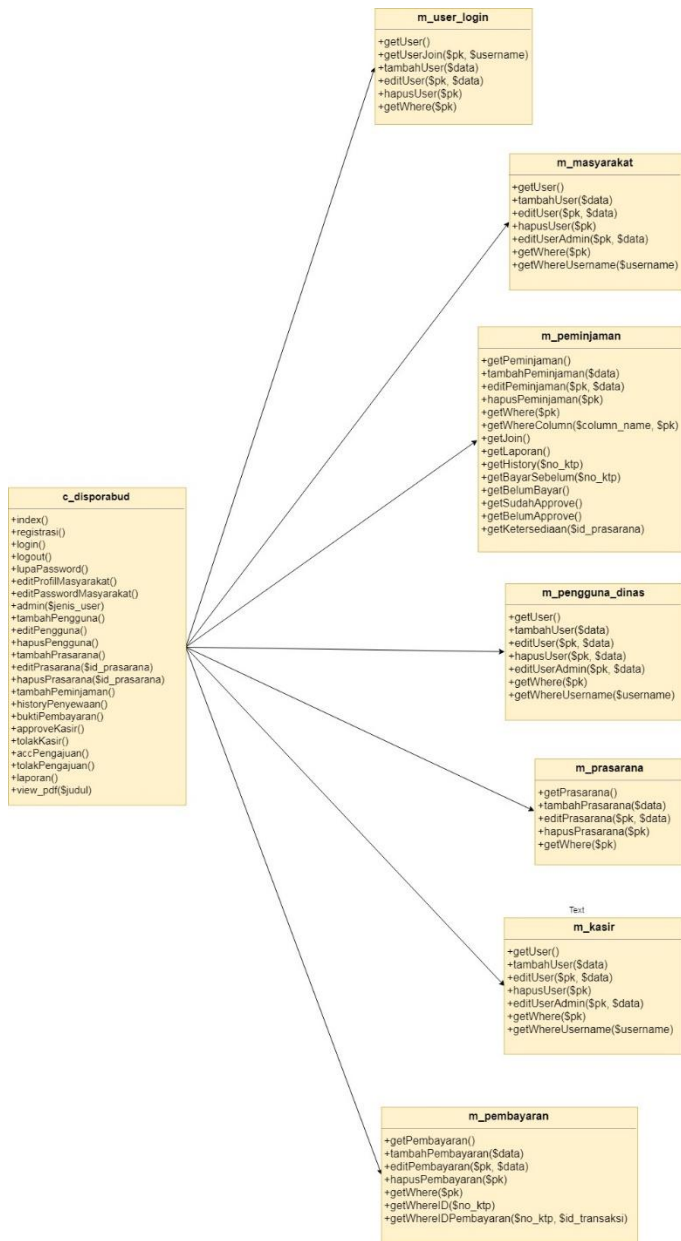 m_user_login
+getUser()
+getUserJoin($pk, $username)
+tambahUser($data)
+editUser($pk, $data)
+hapusUser($pk)
+getWhere($pk)
m_masyarakat
+getUser()
+tambahUser($data)
+editUser($pk, $data)
+hapusUser($pk)
+editUserAdmin($pk, $data)
+getWhere($pk)
+getWhereUsername($username)
m_peminjaman
+getPeminjaman()
+tambahPeminjaman($data)
+editPeminjaman($pk, $data)
+hapusPeminjaman($pk)
+getWhere($pk)
+getWhereColumn($column_name, $pk)
+getJoin()
+getLaporan()
+getHistory($no_ktp)
+getBayarSebelum($no_ktp)
+getBelumBayar()
+getSudahApprove()
+getBelumApprove()
+getKetersediaan($id_prasarana)
c_disporabud
+index()
+registrasi()
+login()
+logout()
+lupaPassword()
+editProfilMasyarakat()
+editPasswordMasyarakat()
+admin($jenis_user)
+tambahPengguna()
+editPengguna()
+hapusPengguna()
+tambahPrasarana()
+editPrasarana($id_prasarana)
+hapusPrasarana($id_prasarana)
+tambahPeminjaman()
+historyPenyewaan()
+buktiPembayaran()
+approveKasir()
+tolakKasir()
+accPengajuan()
+tolakPengajuan()
+laporan()
+view_pdf($judul)
m_pengguna_dinas
+getUser()
+tambahUser($data)
+editUser($pk, $data)
+hapusUser($pk)
+editUserAdmin($pk, $data)
+getWhere($pk)
+getWhereUsername($username)
m_prasarana
+getPrasarana()
+tambahPrasarana($data)
+editPrasarana($pk, $data)
+hapusPrasarana($pk)
+getWhere($pk)
Text
m_kasir
+getUser()
+tambahUser($data)
+editUser($pk, $data)
+hapusUser($pk)
+editUserAdmin($pk, $data)
+getWhere($pk)
+getWhereUsername($username)
m_pembayaran
+getPembayaran()
+tambahPembayaran($data)
+editPembayaran($pk, $data)
+hapusPembayaran($pk)
+getWhere($pk)
+getWhereID($no_ktp)
+getWhereIDPembayaran($no_ktp, $id_transaksi)